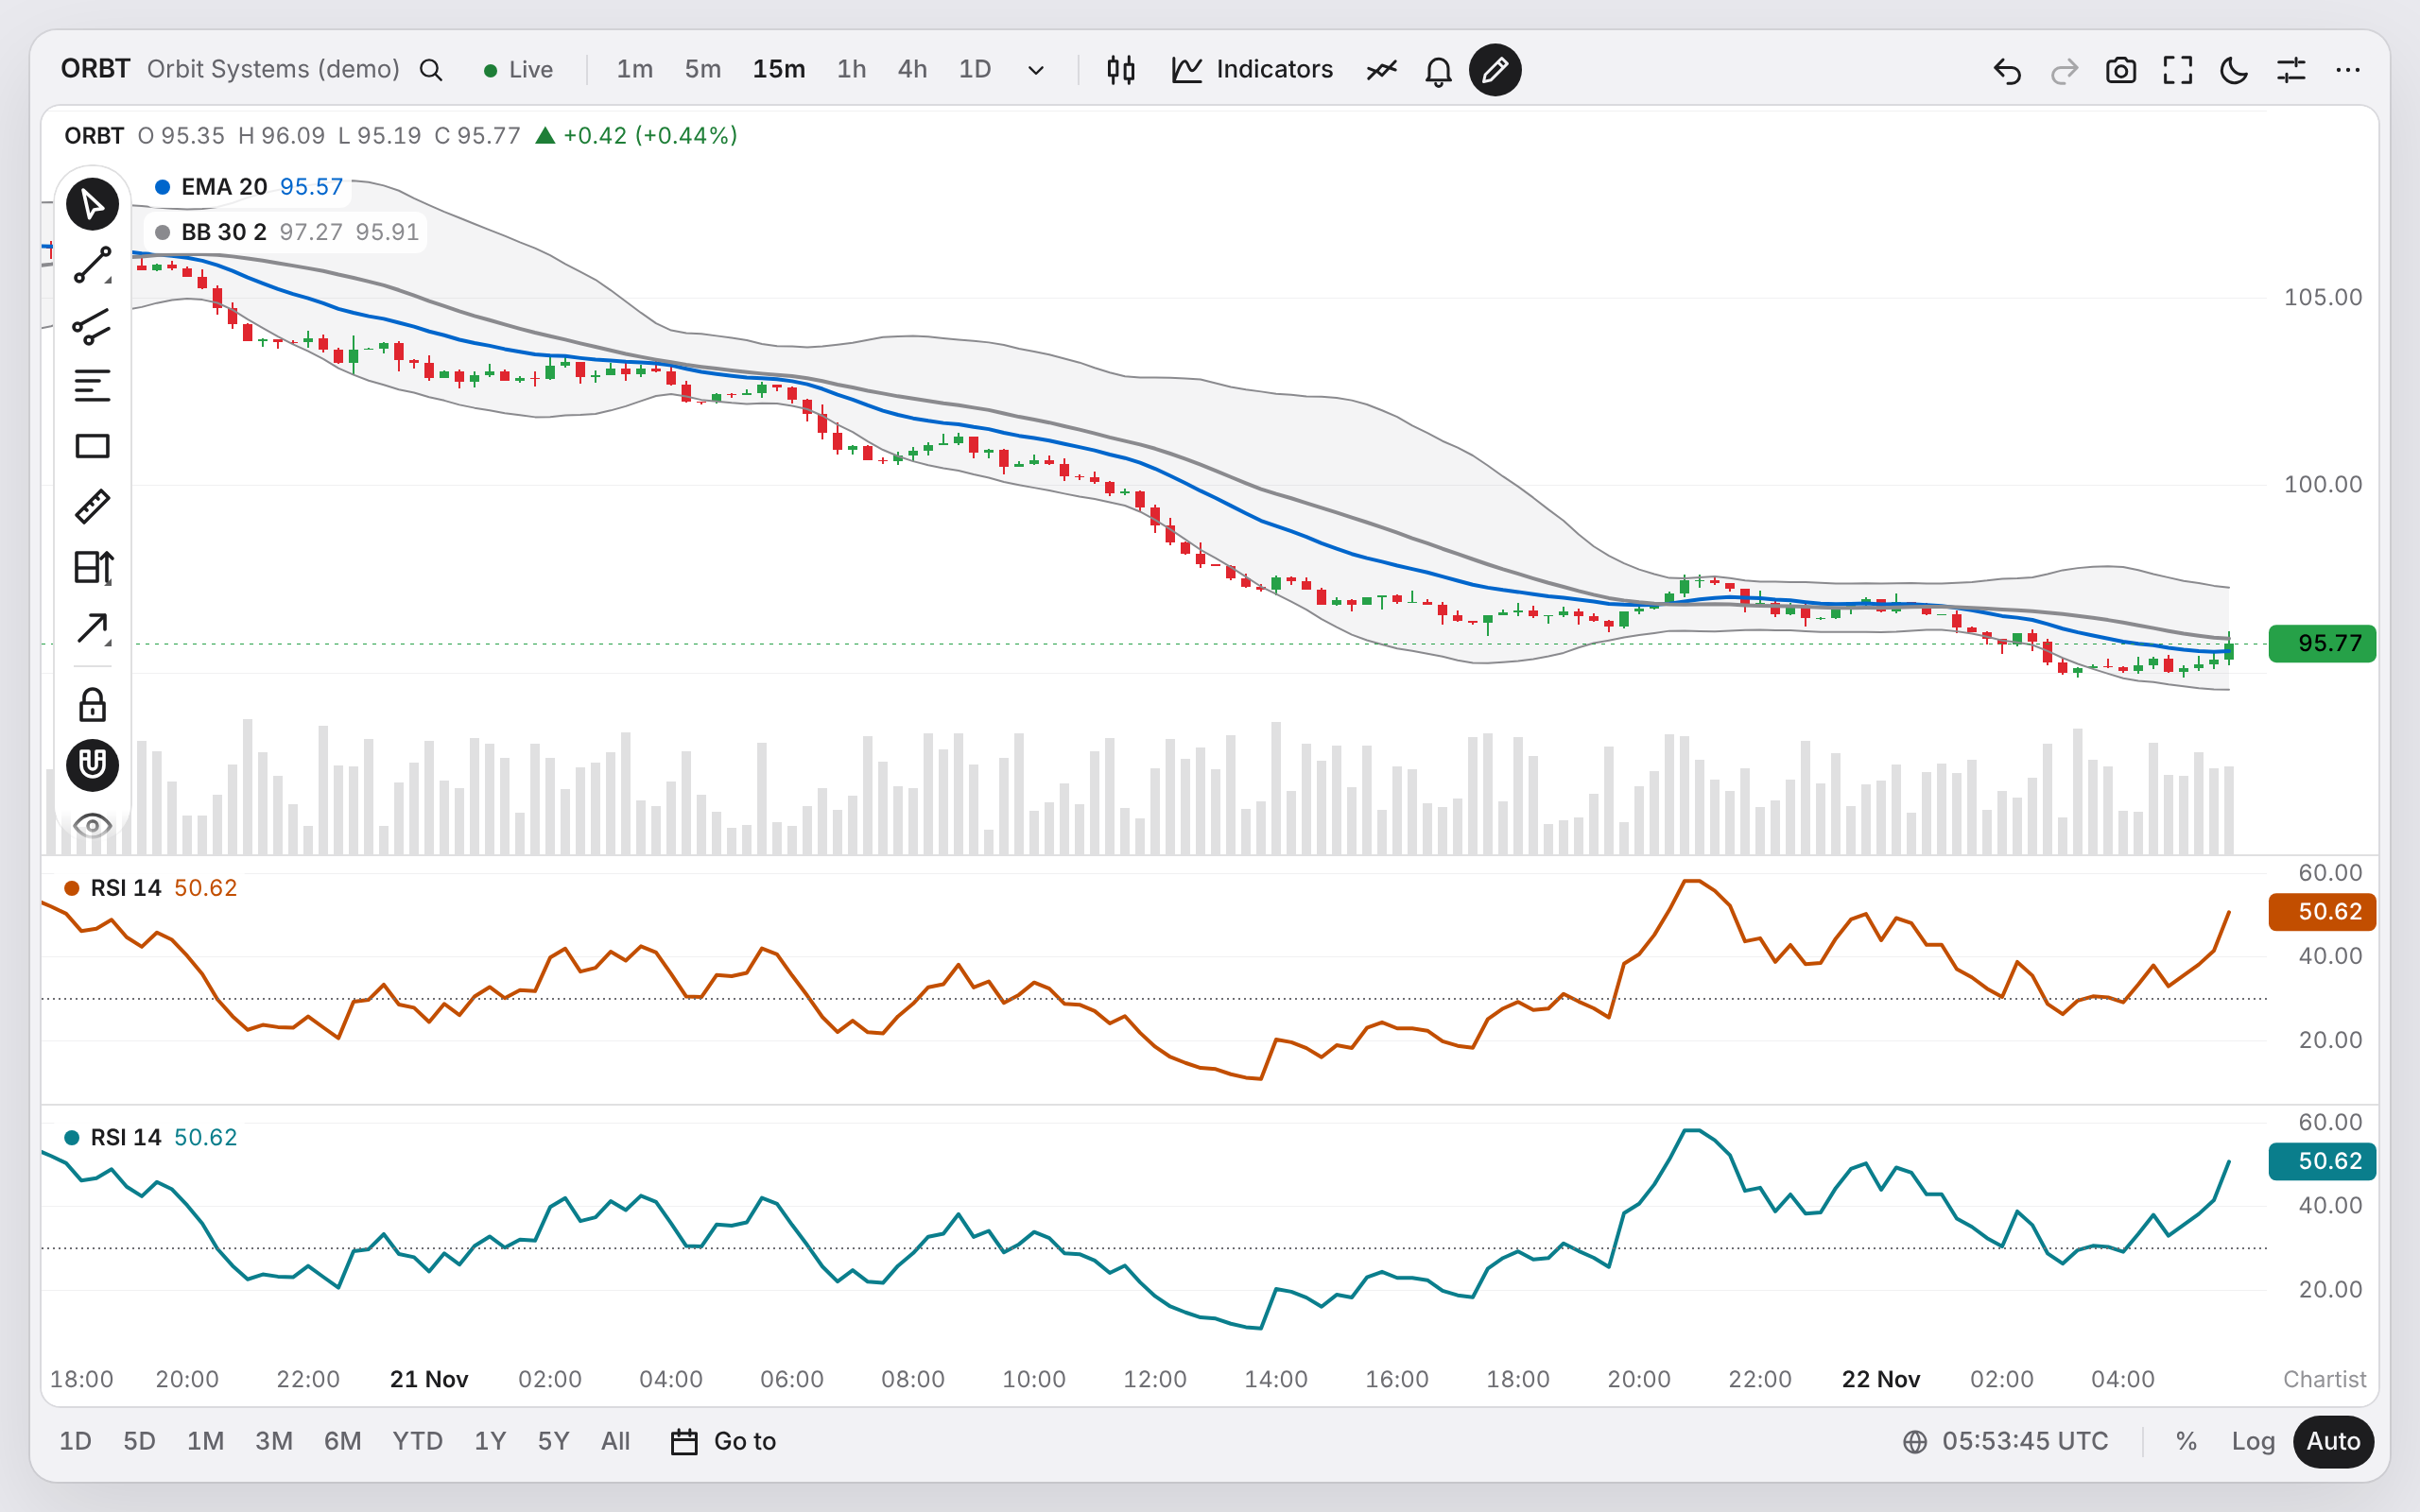 ORBT Orbit Systems (demo) Live 1m 5m 15m 1h 4h 1D Indicators
ORBT O 95.35 H 96.09 L 95.19 C 95.77 +0.42 (+0.44%)
EMA 20 95.57
BB 30 2 97.27 95.91
105.00
100.00
95.77
RSI 14 50.62
60.00
50.62
40.00
20.00
RSI 14 50.62
60.00
50.62
40.00
20.00
18:00 20:00 22:00 21 Nov 02:00 04:00 06:00 08:00 10:00 12:00 14:00 16:00 18:00 20:00 22:00 22 Nov 02:00 04:00 Chartist
1D 5D 1M 3M 6M YTD 1Y 5Y All Go to 05:53:45 UTC % Log Auto